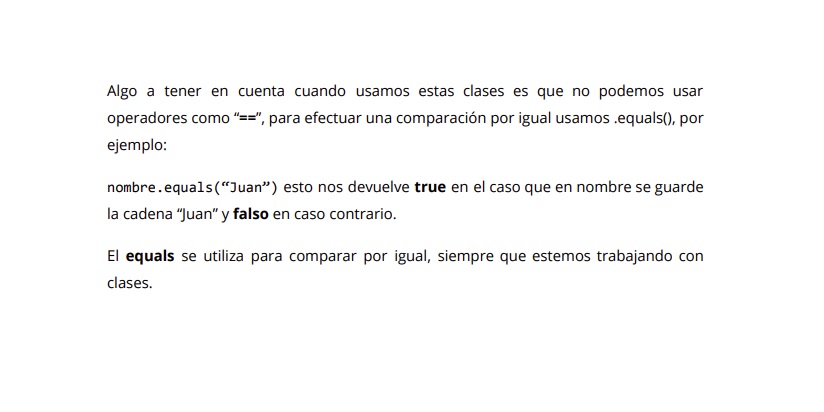 Algo a tener en cuenta cuando usamos estas clases es que no podemos usar
operadores como “==”, para efectuar una comparación por igual usamos .equals(), por
ejemplo:
nombre.equals(“Juan”) esto nos devuelve true en el caso que en nombre se guarde
la cadena “Juan” y falso en caso contrario.
El equals se utiliza para comparar por igual, siempre que estemos trabajando con
clases.